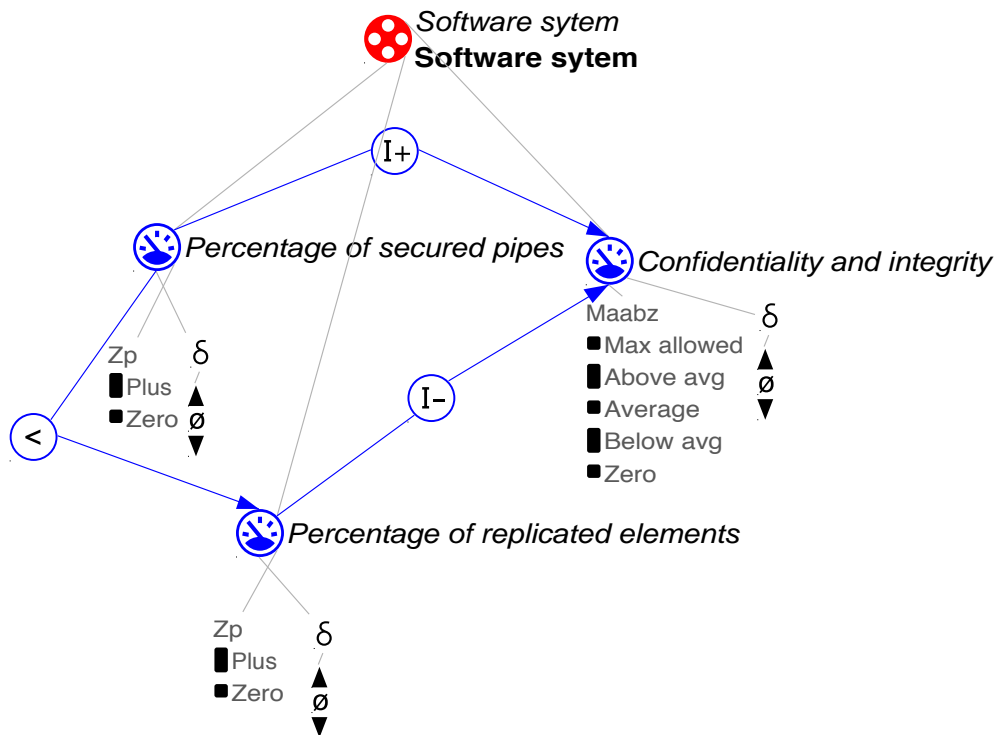 Software sytem
Software sytem
I+
Percentage of secured pipes
Confidentiality and integrity
Zp
Plus
Zero
δ
ø
Maabz
Max allowed
Above avg
Average
Below avg
Zero
δ
ø
I-
<
Percentage of replicated elements
Zp
Plus
Zero
δ
ø